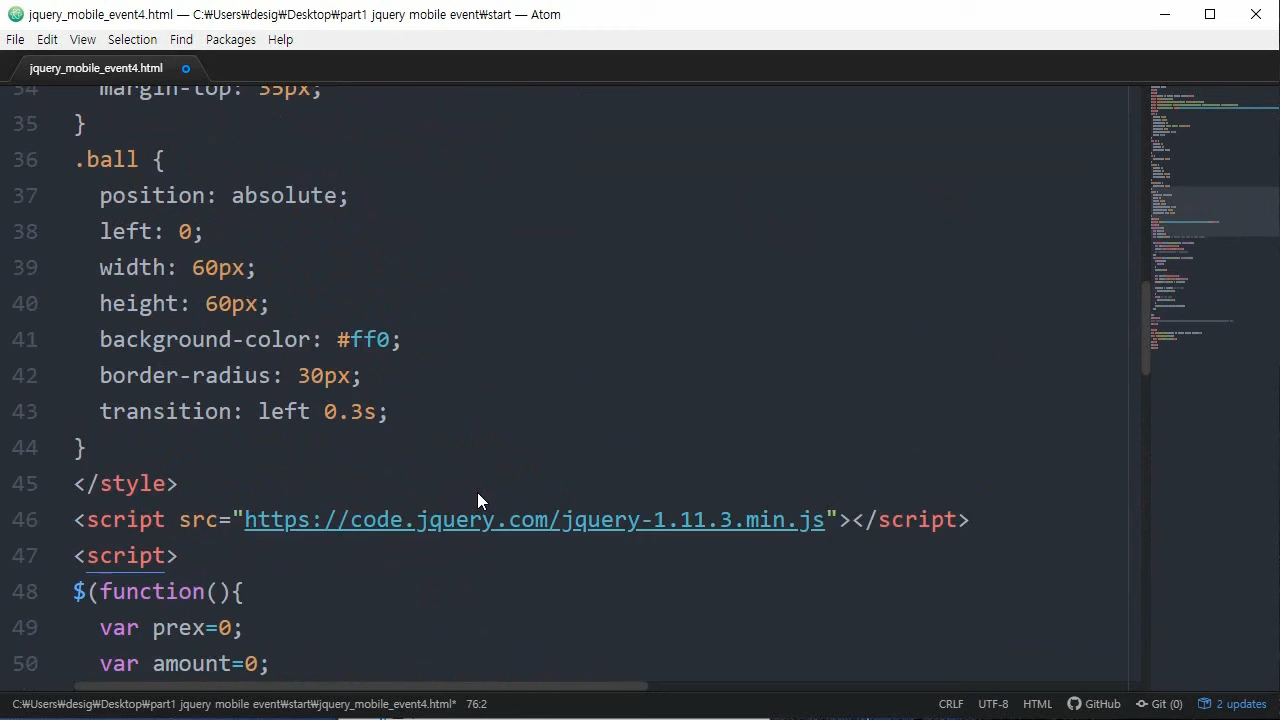 jquery_mobile_event4.html — C:₩Users₩desig₩Desktop₩part1 jquery mobile event₩start — Atom
File Edit View Selection Find Packages Help
jquery_mobile_event4.html
34 margin-top: 35px;
35 }
36 .ball {
37 position: absolute;
38 left: 0;
39 width: 60px;
40 height: 60px;
41 background-color: #ff0;
42 border-radius: 30px;
43 transition: left 0.3s;
44 }
45 </style>
46 <script src="https://code.jquery.com/jquery-1.11.3.min.js"></script>
47 <script>
48 $(function(){
49 var prex=0;
50 var amount=0;
C:₩Users₩desig₩Desktop₩part1 jquery mobile event₩start₩jquery_mobile_event4.html* 76:2 CRLF UTF-8 HTML GitHub Git (0) 2 updates